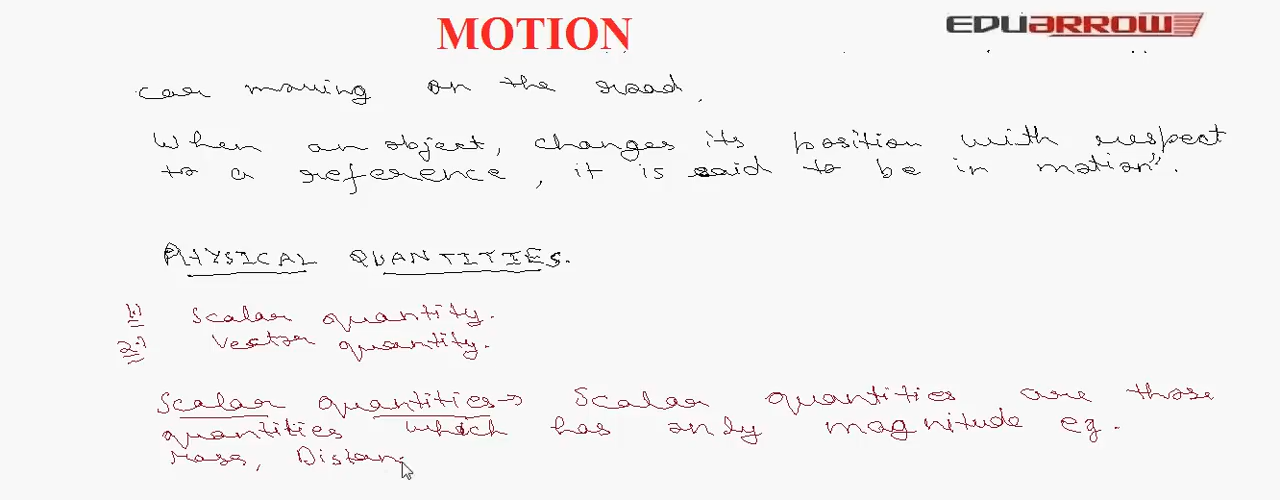 MOTION
EDUARROW
car moving on the road.
When an object, changes its position with respect
to a reference, it is said to be in motion".
PHYSICAL QUANTITIES.
1.) Scalar quantity.
2.) Vector quantity.
Scalar quantities → Scalar quantities are those
quantities which has only magnitude eg.
Mass, Distan